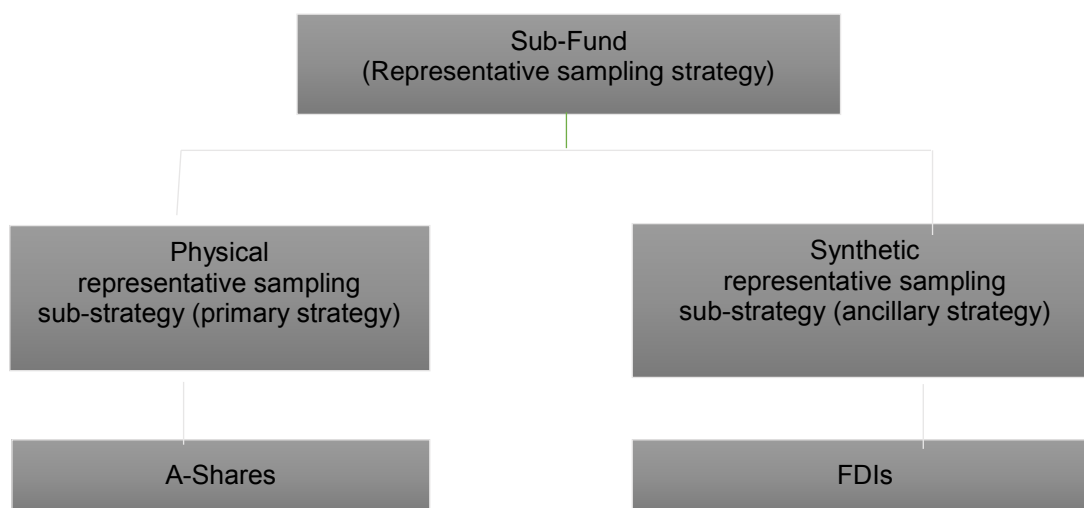 Sub-Fund
(Representative sampling strategy)
Physical
representative sampling
sub-strategy (primary strategy)
Synthetic
representative sampling
sub-strategy (ancillary strategy)
A-Shares
FDIs